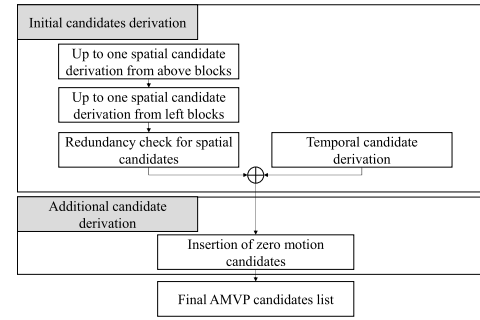 Initial candidates derivation
Up to one spatial candidate
derivation from above blocks
Up to one spatial candidate
derivation from left blocks
Redundancy check for spatial
candidates
Temporal candidate
derivation
Additional candidate
derivation
Insertion of zero motion
candidates
Final AMVP candidates list